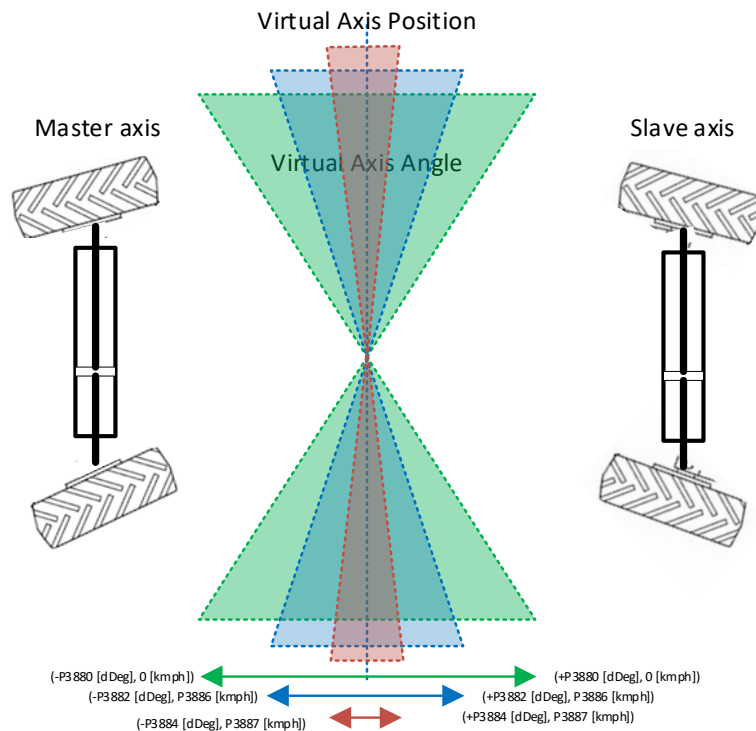 Virtual Axis Position
Master axis
Slave axis
Virtual Axis Angle
(-P3880 [dDeg], 0 [kmph])
(+P3880 [dDeg], 0 [kmph])
(-P3882 [dDeg], P3886 [kmph])
(+P3882 [dDeg], P3886 [kmph])
(-P3884 [dDeg], P3887 [kmph])
(+P3884 [dDeg], P3887 [kmph])